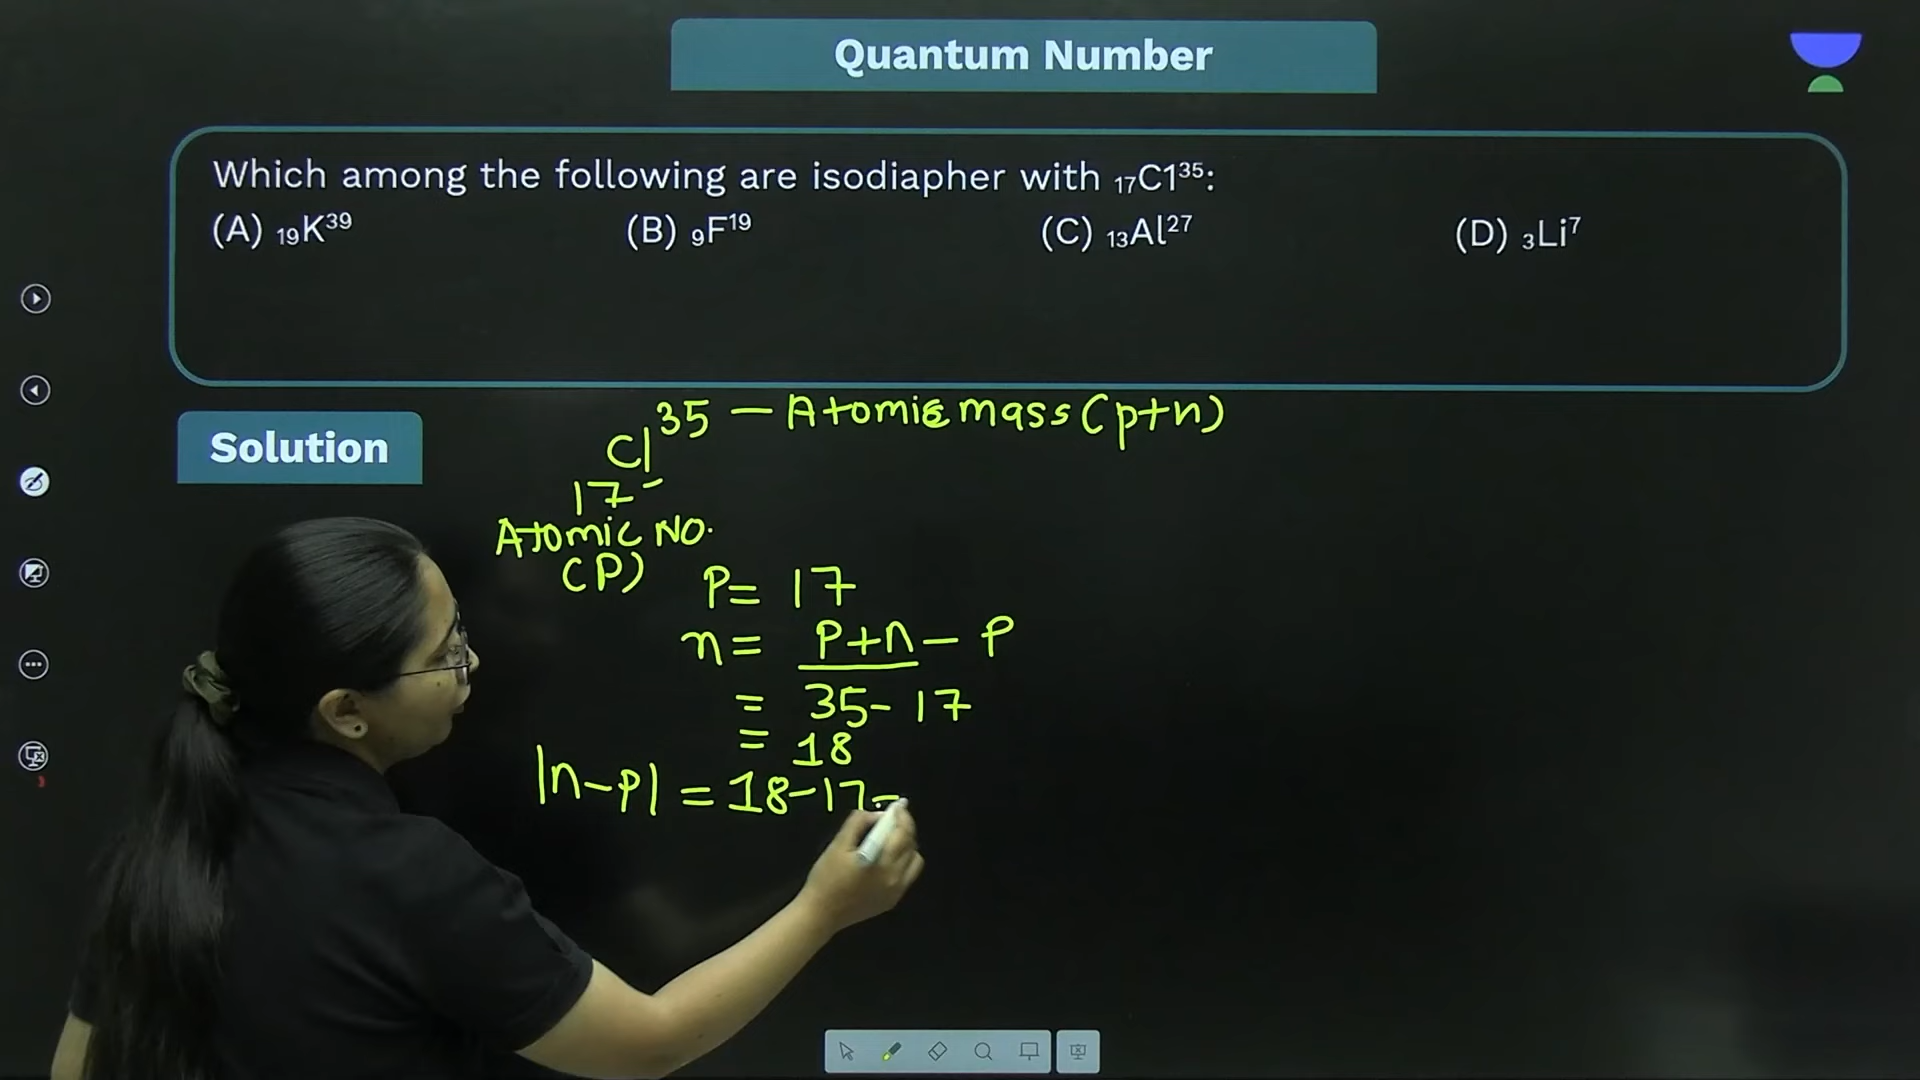 Quantum Number
Which among the following are isodiapher with ₁₇C1³⁵:
(A) ₁₉K³⁹ (B) ₉F¹⁹ (C) ₁₃Al²⁷ (D) ₃Li⁷
Solution
Cl³⁵ — Atomic mass (p+n)
17 -
Atomic NO.
(P)
P = 17
n = P+n - P
= 35 - 17
= 18
|n-p| = 18-17=